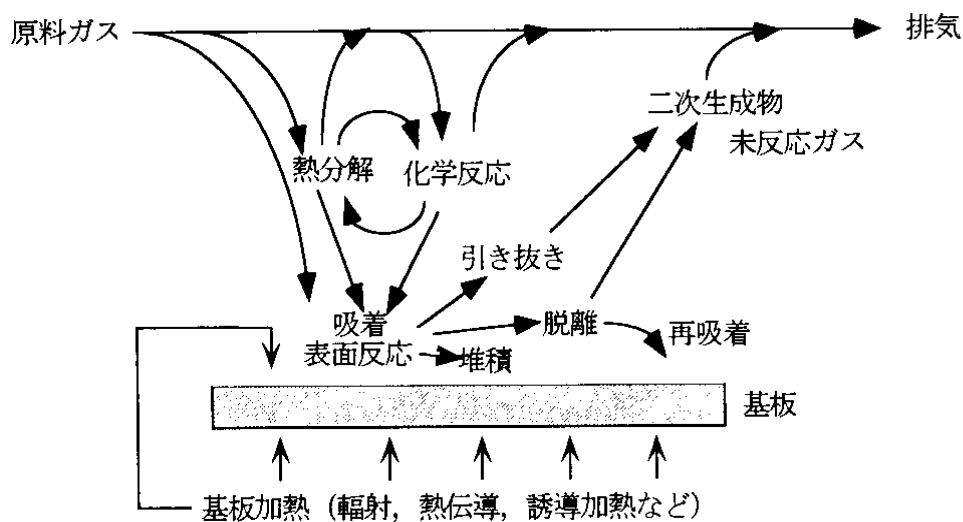 原料ガス
排気
二次生成物
未反応ガス
熱分解
化学反応
引き抜き
吸着
表面反応
堆積
脱離
再吸着
基板
基板加熱（輻射，熱伝導，誘導加熱など）